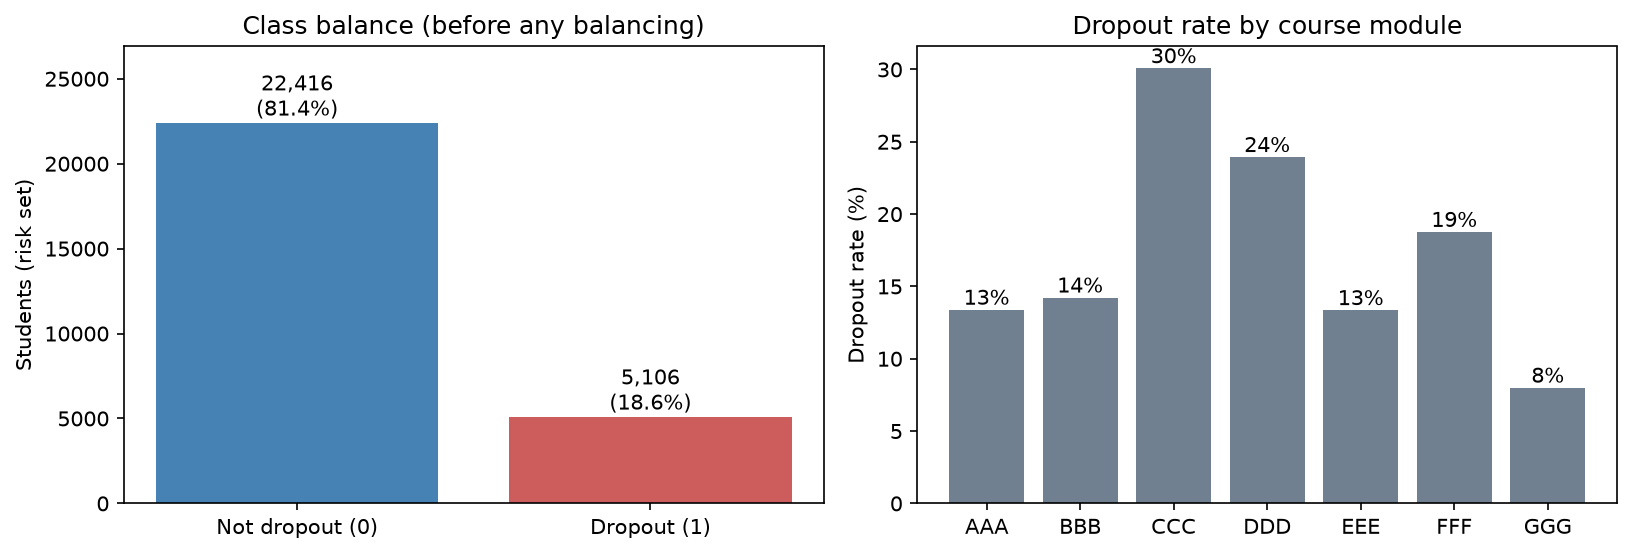 Class balance (before any balancing)
Students (risk set)
25000
20000
15000
10000
5000
0
22,416
(81.4%)
5,106
(18.6%)
Not dropout (0)
Dropout (1)
Dropout rate by course module
Dropout rate (%)
30
25
20
15
10
5
0
13%
14%
30%
24%
13%
19%
8%
AAA
BBB
CCC
DDD
EEE
FFF
GGG